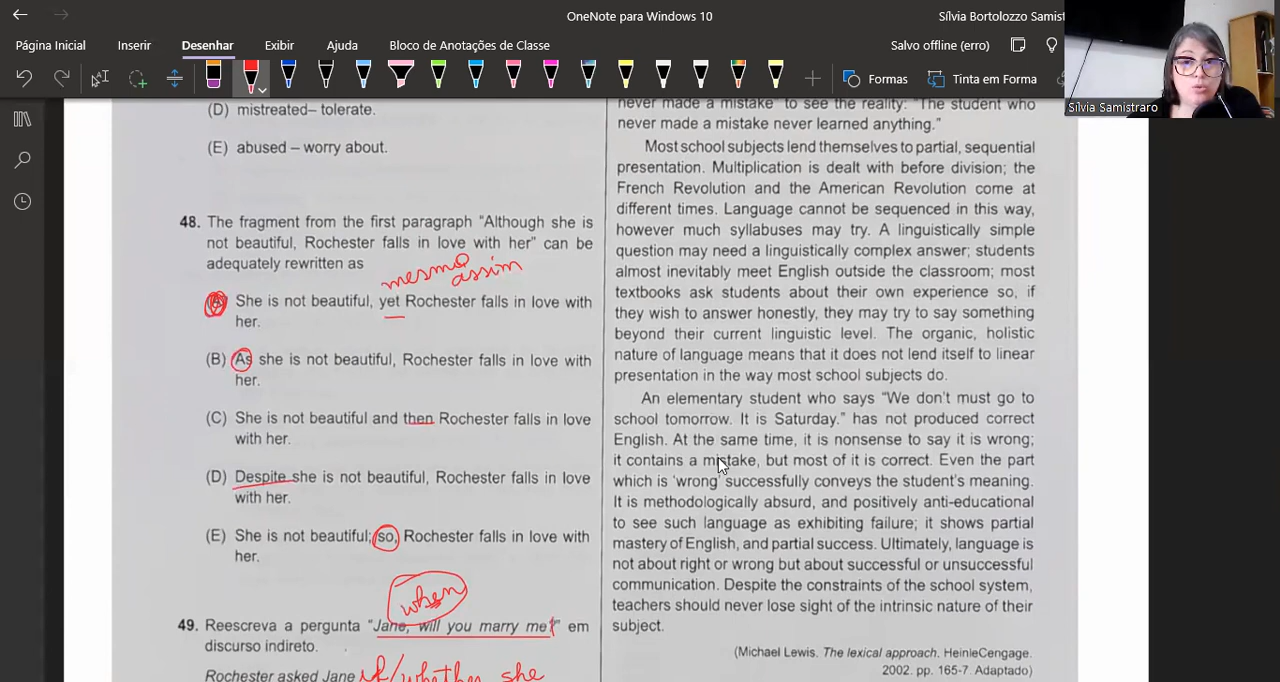 OneNote para Windows 10
Sílvia Bortolozzo Samist
Página Inicial
Inserir
Desenhar
Exibir
Ajuda
Bloco de Anotações de Classe
Salvo offline (erro)
Formas
Tinta em Forma
Sílvia Samistraro
(D) mistreated– tolerate.
(E) abused – worry about.
48. The fragment from the first paragraph “Although she is
not beautiful, Rochester falls in love with her” can be
adequately rewritten as
mesmo
assim
She is not beautiful, yet Rochester falls in love with
her.
(B) As she is not beautiful, Rochester falls in love with
her.
(C) She is not beautiful and then Rochester falls in love
with her.
(D) Despite she is not beautiful, Rochester falls in love
with her.
(E) She is not beautiful; so, Rochester falls in love with
her.
when
49. Reescreva a pergunta “Jane, will you marry me?” em
discurso indireto.
Rochester asked Jane if/whether she
never made a mistake” to see the reality: “The student who
never made a mistake never learned anything.”
Most school subjects lend themselves to partial, sequential
presentation. Multiplication is dealt with before division; the
French Revolution and the American Revolution come at
different times. Language cannot be sequenced in this way,
however much syllabuses may try. A linguistically simple
question may need a linguistically complex answer; students
almost inevitably meet English outside the classroom; most
textbooks ask students about their own experience so, if
they wish to answer honestly, they may try to say something
beyond their current linguistic level. The organic, holistic
nature of language means that it does not lend itself to linear
presentation in the way most school subjects do.
An elementary student who says “We don’t must go to
school tomorrow. It is Saturday.” has not produced correct
English. At the same time, it is nonsense to say it is wrong;
it contains a mistake, but most of it is correct. Even the part
which is ‘wrong’ successfully conveys the student’s meaning.
It is methodologically absurd, and positively anti-educational
to see such language as exhibiting failure; it shows partial
mastery of English, and partial success. Ultimately, language is
not about right or wrong but about successful or unsuccessful
communication. Despite the constraints of the school system,
teachers should never lose sight of the intrinsic nature of their
subject.
(Michael Lewis. The lexical approach. HeinleCengage.
2002. pp. 165-7. Adaptado)